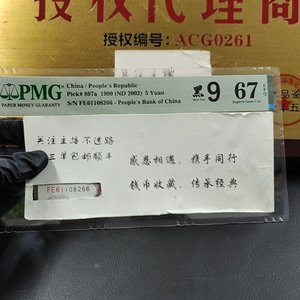 授权代理商
授权编号：ACG0261
PMG
PAPER MONEY GUARANTY
China / People's Republic
Pick# 897a 1999 (ND 2002) 5 Yuan
S/N FE61108266 - People's Bank of China
9
67 EPQ
Superb Gem Unc
关注主播不迷路
三单包邮顺丰
感恩相遇，携手同行
钱币收藏，传承经典
FE61108266